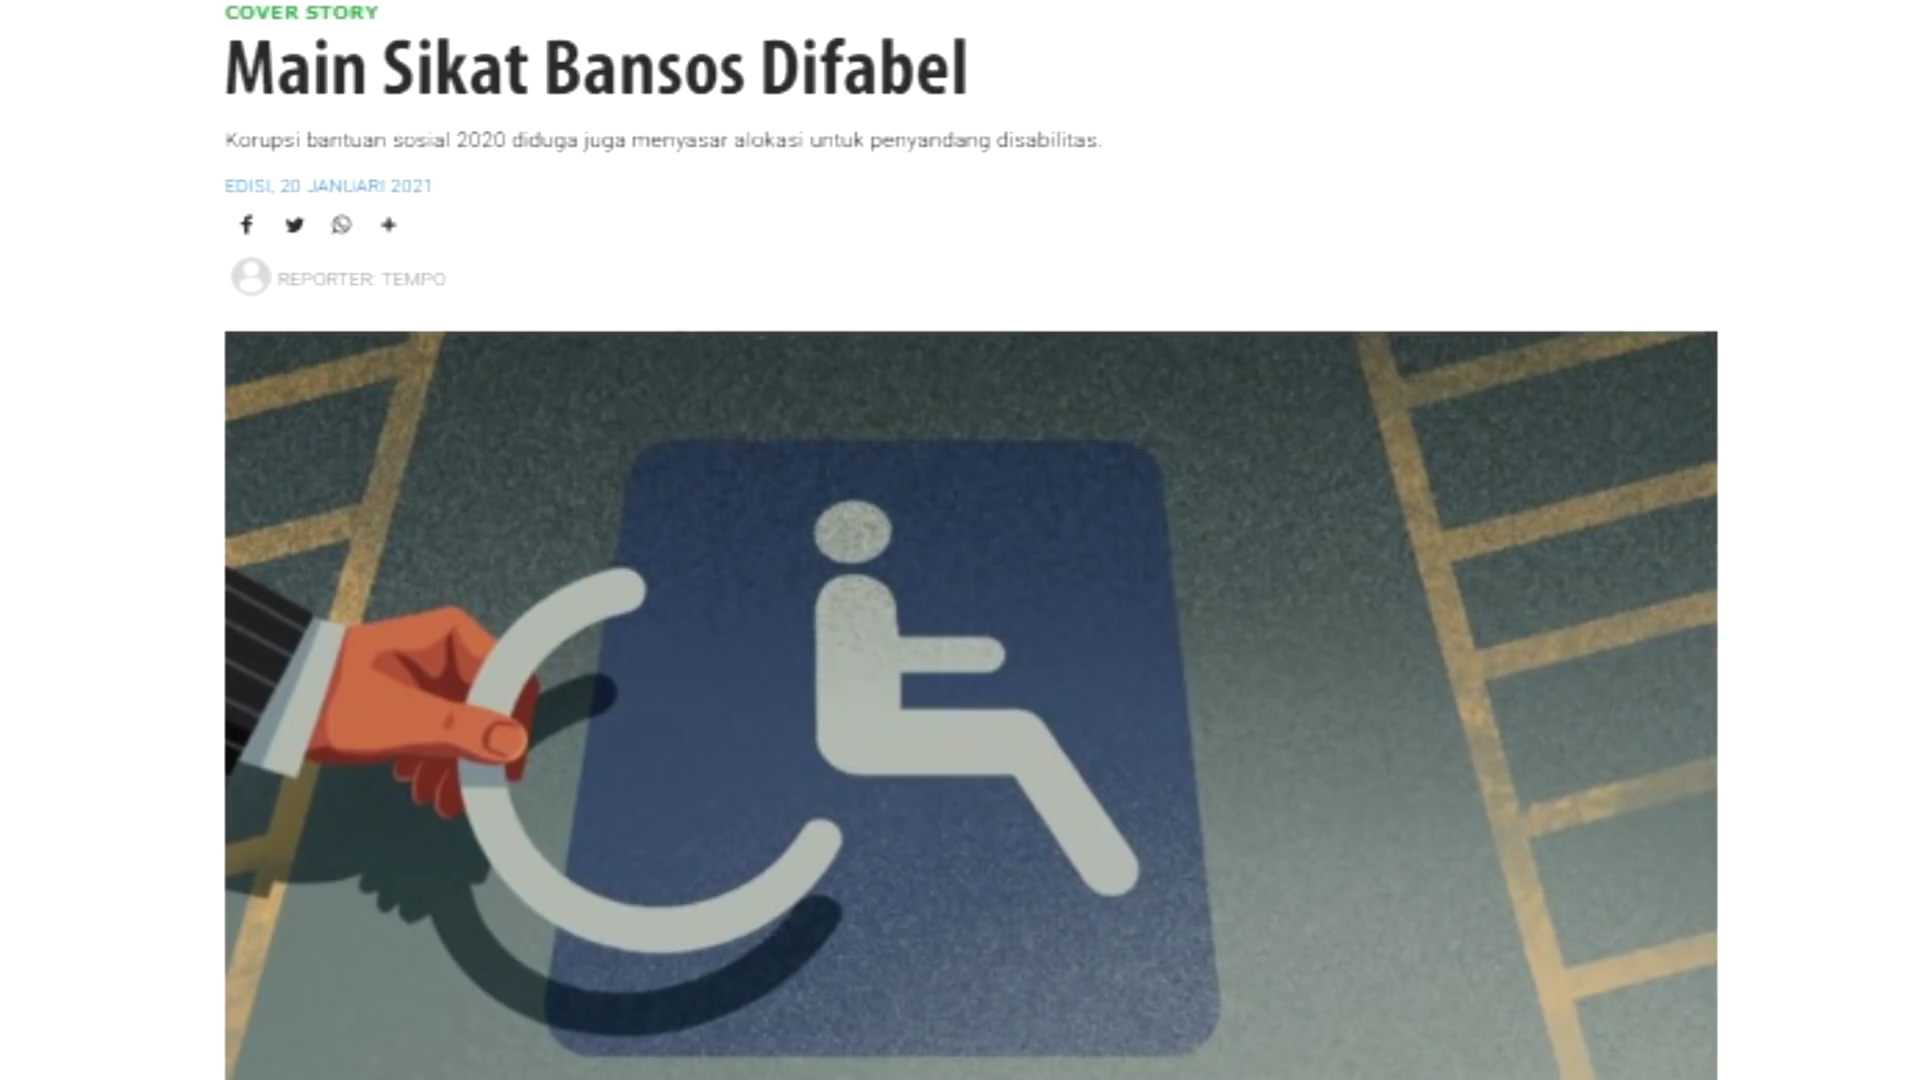 COVER STORY
Main Sikat Bansos Difabel
Korupsi bantuan sosial 2020 diduga juga menyasar alokasi untuk penyandang disabilitas.
EDISI, 20 JANUARI 2021
REPORTER: TEMPO